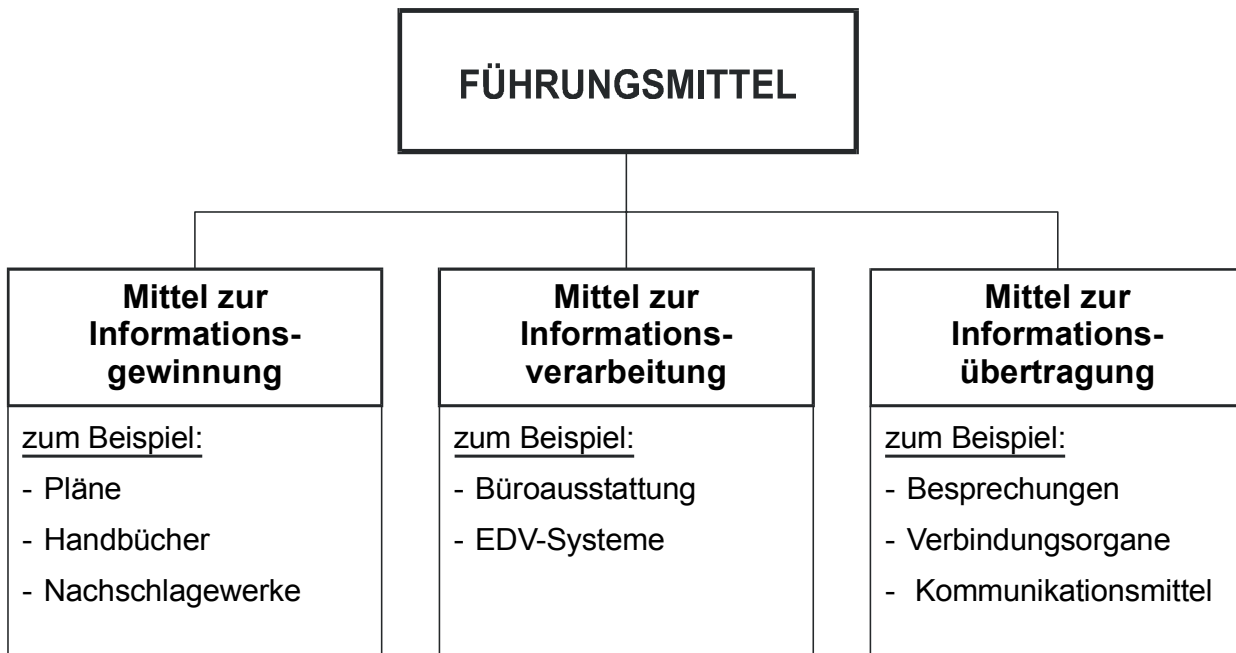 FÜHRUNGSMITTEL
Mittel zur
Informations-
gewinnung
zum Beispiel:
- Pläne
- Handbücher
- Nachschlagewerke
Mittel zur
Informations-
verarbeitung
zum Beispiel:
- Büroausstattung
- EDV-Systeme
Mittel zur
Informations-
übertragung
zum Beispiel:
- Besprechungen
- Verbindungsorgane
- Kommunikationsmittel